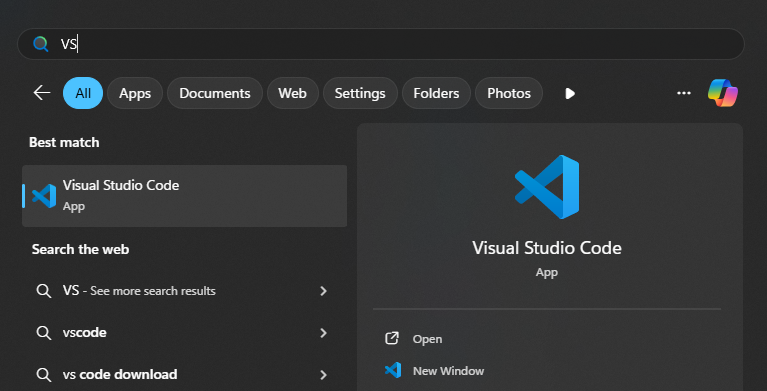 VS
All Apps Documents Web Settings Folders Photos
Best match
Visual Studio Code
App
Search the web
VS - See more search results
vscode
vs code download
Visual Studio Code
App
Open
New Window